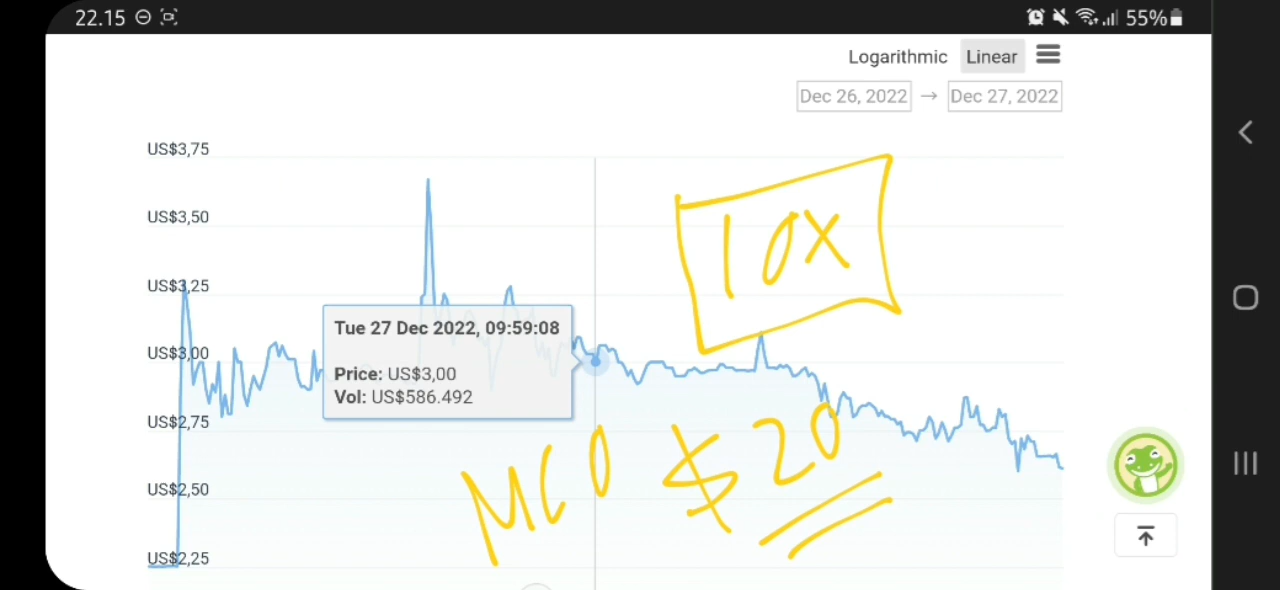 22.15 55%
Logarithmic Linear
Dec 26, 2022 → Dec 27, 2022
US$3,75
US$3,50
US$3,25
US$3,00
US$2,75
US$2,50
US$2,25
Tue 27 Dec 2022, 09:59:08
Price: US$3,00
Vol: US$586.492
10X
MCO $20